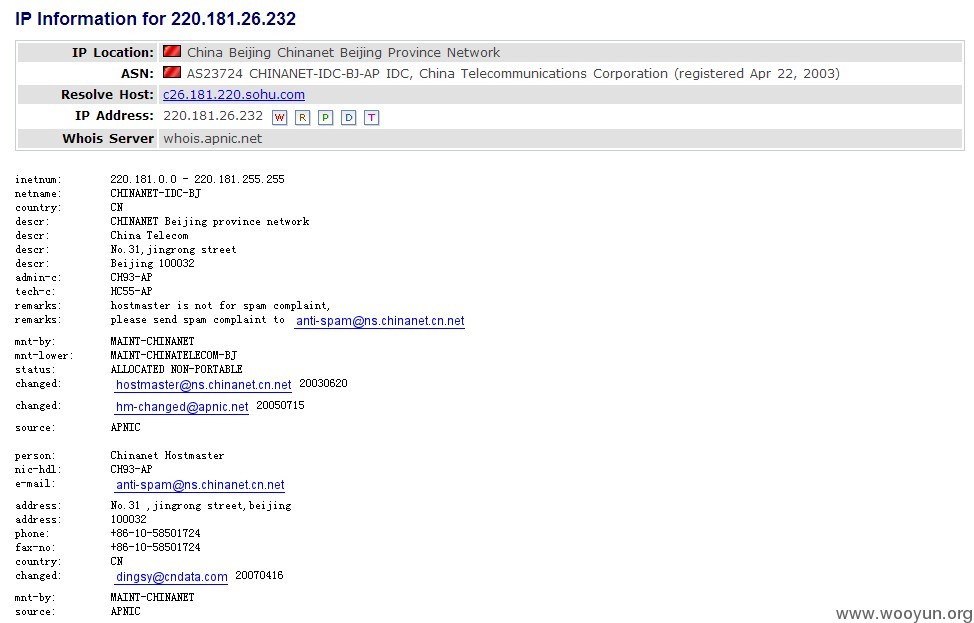 IP Information for 220.181.26.232
IP Location: China Beijing Chinanet Beijing Province Network
ASN: AS23724 CHINANET-IDC-BJ-AP IDC, China Telecommunications Corporation (registered Apr 22, 2003)
Resolve Host: c26.181.220.sohu.com
IP Address: 220.181.26.232 W R P D T
Whois Server whois.apnic.net
inetnum: 220.181.0.0 - 220.181.255.255
netname: CHINANET-IDC-BJ
country: CN
descr: CHINANET Beijing province network
descr: China Telecom
descr: No.31,jingrong street
descr: Beijing 100032
admin-c: CH93-AP
tech-c: HC55-AP
remarks: hostmaster is not for spam complaint,
remarks: please send spam complaint to anti-spam@ns.chinanet.cn.net
mnt-by: MAINT-CHINANET
mnt-lower: MAINT-CHINATELECOM-BJ
status: ALLOCATED NON-PORTABLE
changed: hostmaster@ns.chinanet.cn.net 20030620
changed: hm-changed@apnic.net 20050715
source: APNIC
person: Chinanet Hostmaster
nic-hdl: CH93-AP
e-mail: anti-spam@ns.chinanet.cn.net
address: No.31 ,jingrong street,beijing
address: 100032
phone: +86-10-58501724
fax-no: +86-10-58501724
country: CN
changed: dingsy@cndata.com 20070416
mnt-by: MAINT-CHINANET
source: APNIC
www.wooyun.org